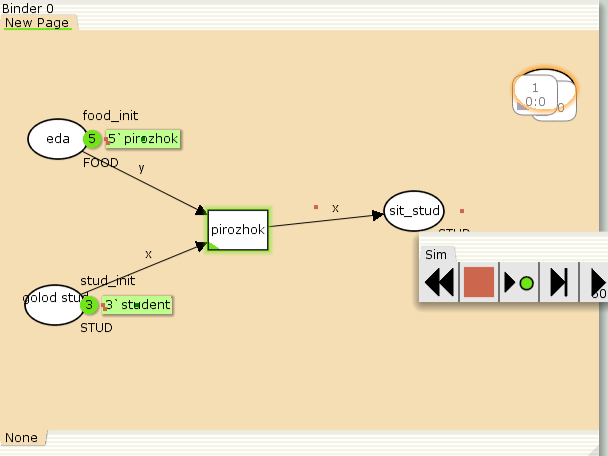 Binder 0
New Page
1
0:0
0
food_init
eda
5
5`pirozhok
FOOD
y
x
sit_stud
pirozhok
STUD
x
Sim
stud_init
golod stud
3
3`student
STUD
None